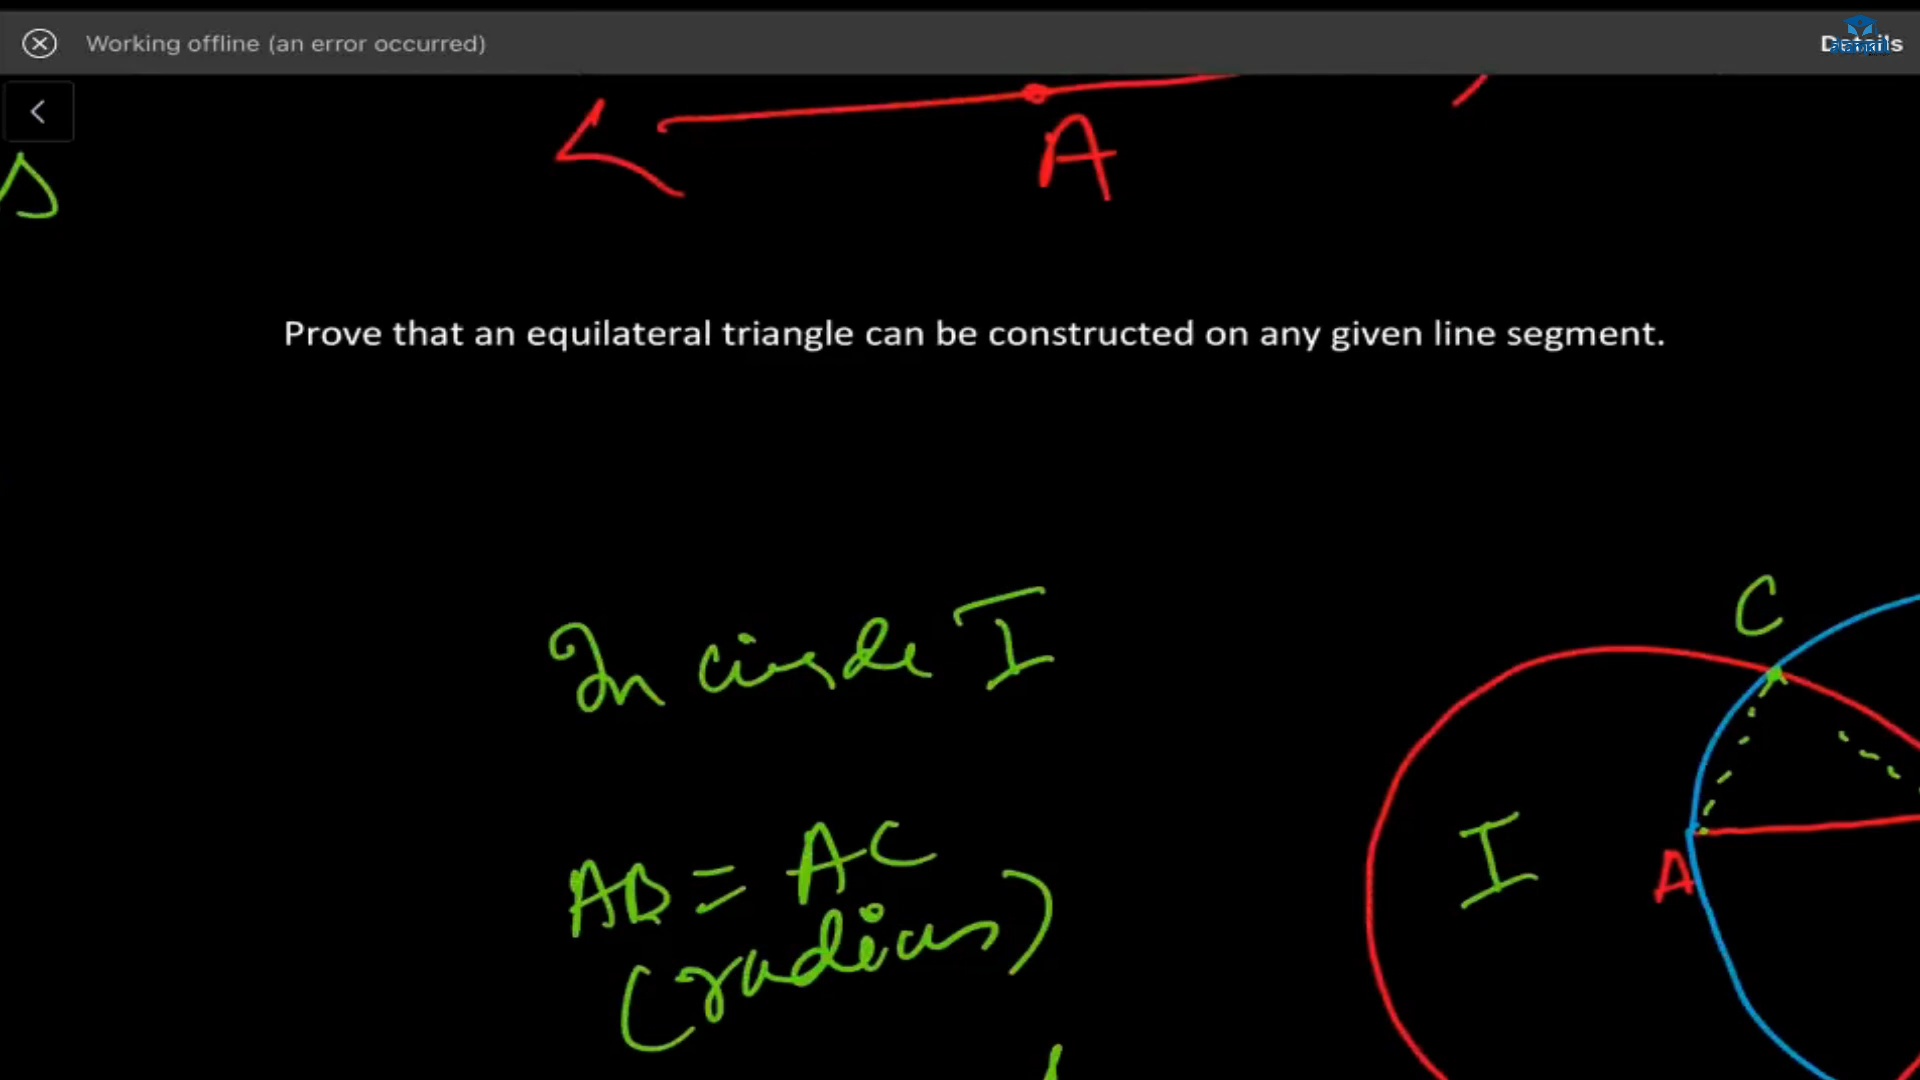 Working offline (an error occurred)
Details
A
Prove that an equilateral triangle can be constructed on any given line segment.
C
In circle I
AB = AC
I
A
(radius)